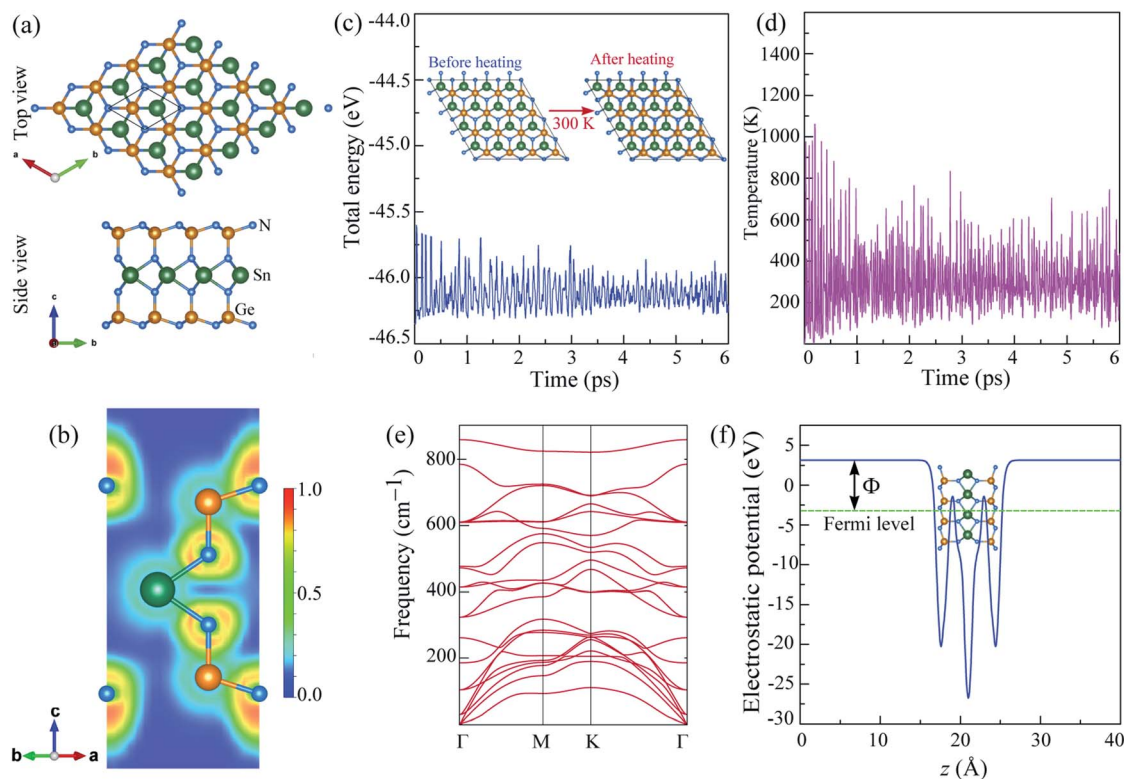 (a)
Top view
a
b
Side view
N
Sn
Ge
c
b
(b)
1.0
0.5
0.0
c
b
a
(c)
-44.0
-44.5
-45.0
-45.5
-46.0
-46.5
Total energy (eV)
Before heating
After heating
300 K
0 1 2 3 4 5 6
Time (ps)
(d)
1400
1200
1000
800
600
400
200
Temperature (K)
0 1 2 3 4 5 6
Time (ps)
(e)
800
600
400
200
Frequency (cm⁻¹)
Γ M K Γ
(f)
5
0
-5
-10
-15
-20
-25
-30
Electrostatic potential (eV)
Φ
Fermi level
0 10 20 30 40
z (Å)